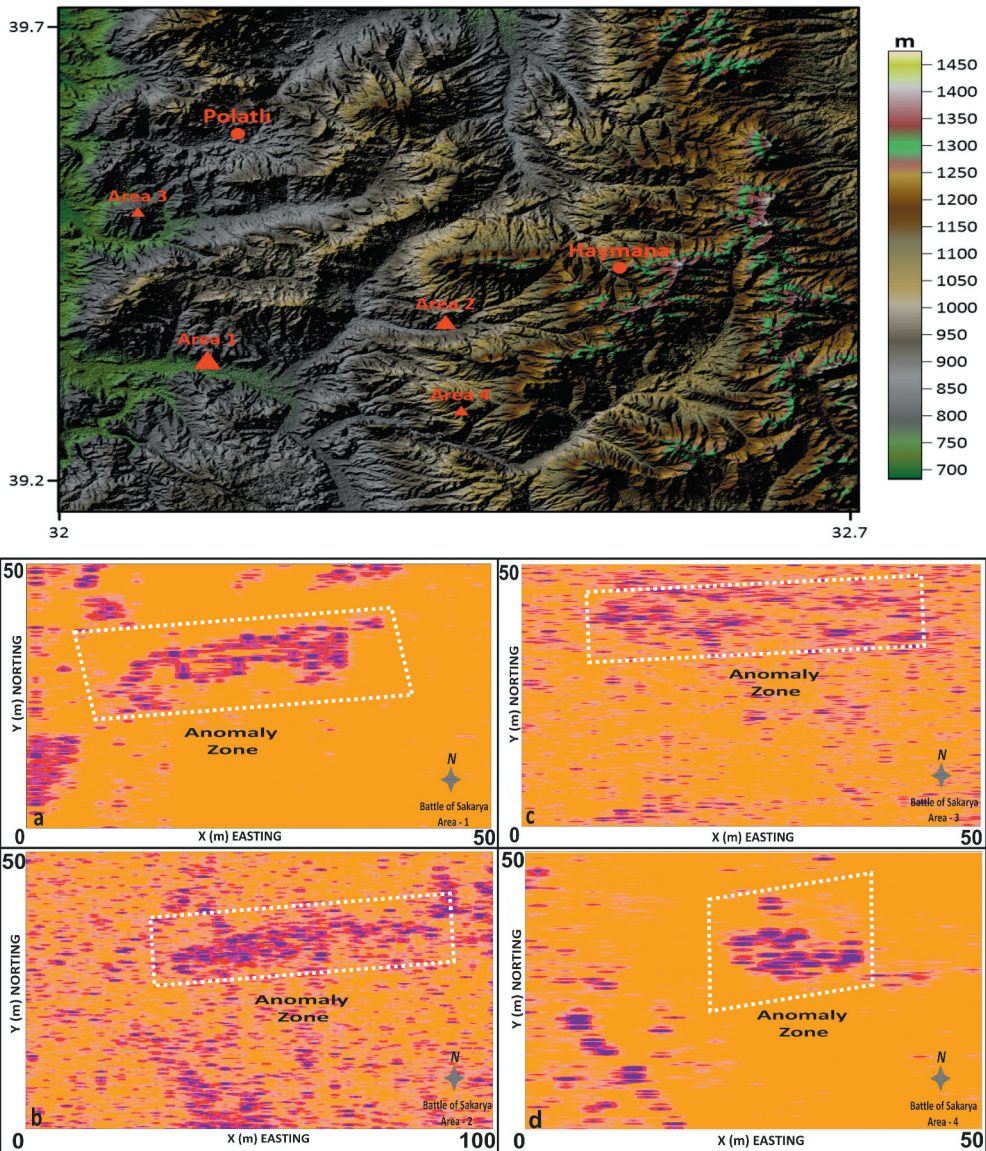 39.7
39.2
32
32.7
m
1450
1400
1350
1300
1250
1200
1150
1100
1050
1000
950
900
850
800
750
700
Polatlı
Area 3
Haymana
Area 2
Area 1
Area 4
50
Y (m) NORTING
Anomaly
Zone
N
Battle of Sakarya
Area - 1
a
0
X (m) EASTING
50
50
Y (m) NORTING
Anomaly
Zone
N
Battle of Sakarya
Area - 3
c
0
X (m) EASTING
50
50
Y (m) NORTING
Anomaly
Zone
N
Battle of Sakarya
Area - 2
b
0
X (m) EASTING
100
50
Y (m) NORTING
Anomaly
Zone
N
Battle of Sakarya
Area - 4
d
0
X (m) EASTING
50